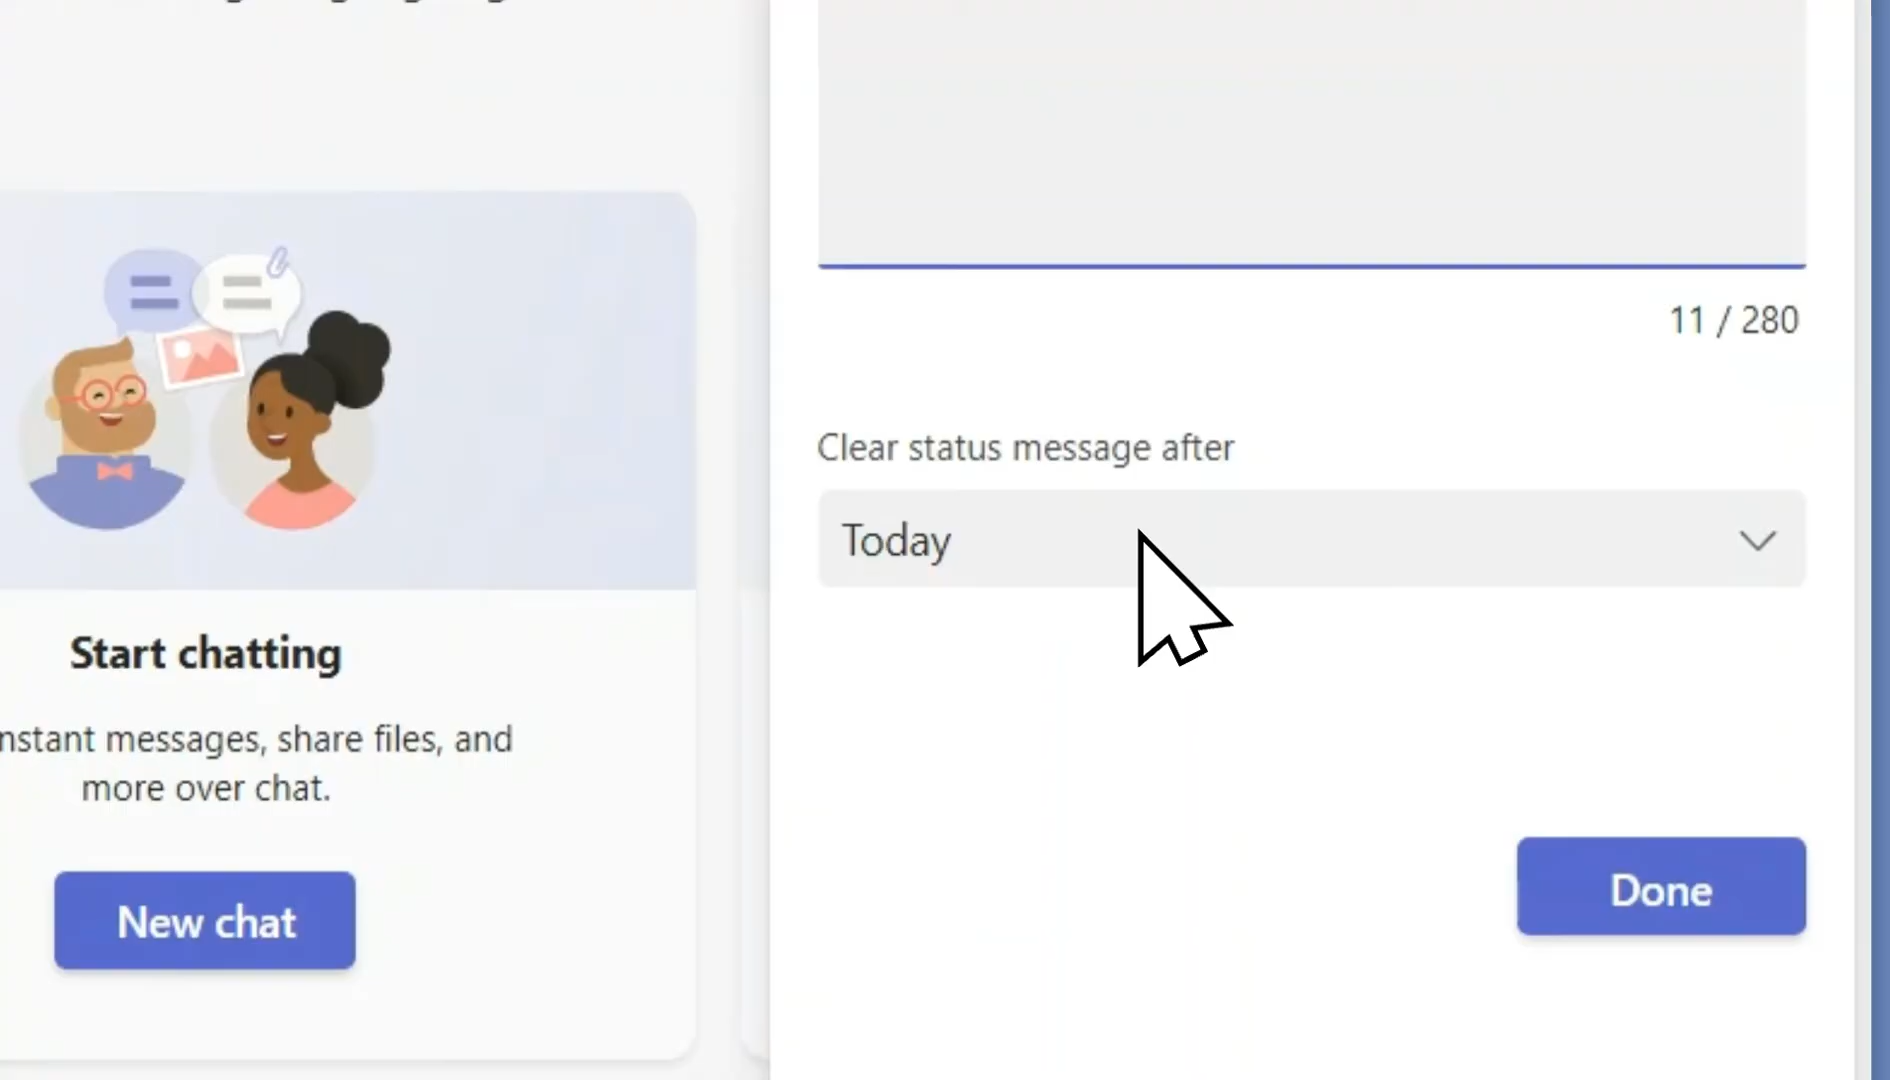 Start chatting
nstant messages, share files, and
more over chat.
New chat
11 / 280
Clear status message after
Today
Done